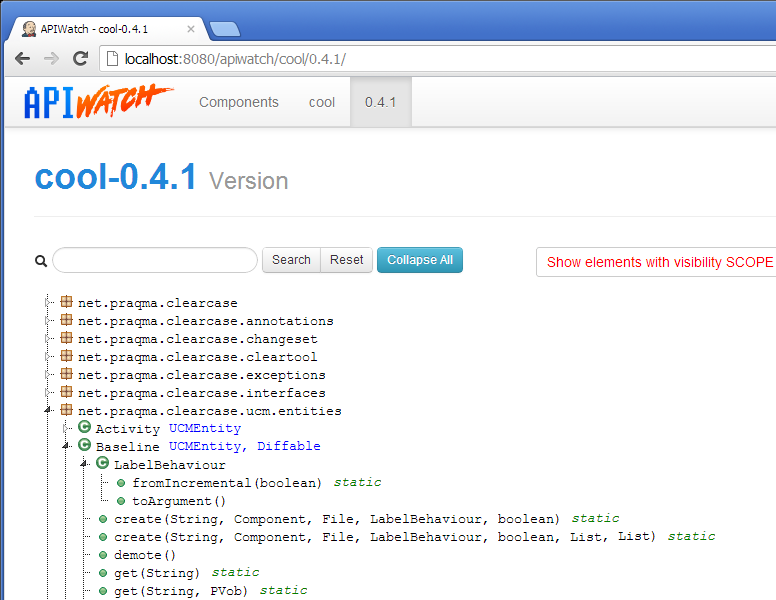 APIWatch - cool-0.4.1
localhost:8080/apiwatch/cool/0.4.1/
APIWATCH Components cool 0.4.1
cool-0.4.1 Version
Search Reset Collapse All Show elements with visibility SCOPE
net.praqma.clearcase
net.praqma.clearcase.annotations
net.praqma.clearcase.changeset
net.praqma.clearcase.cleartool
net.praqma.clearcase.exceptions
net.praqma.clearcase.interfaces
net.praqma.clearcase.ucm.entities
Activity UCMEntity
Baseline UCMEntity, Diffable
LabelBehaviour
fromIncremental(boolean) static
toArgument()
create(String, Component, File, LabelBehaviour, boolean) static
create(String, Component, File, LabelBehaviour, boolean, List, List) static
demote()
get(String) static
get(String, PVob) static